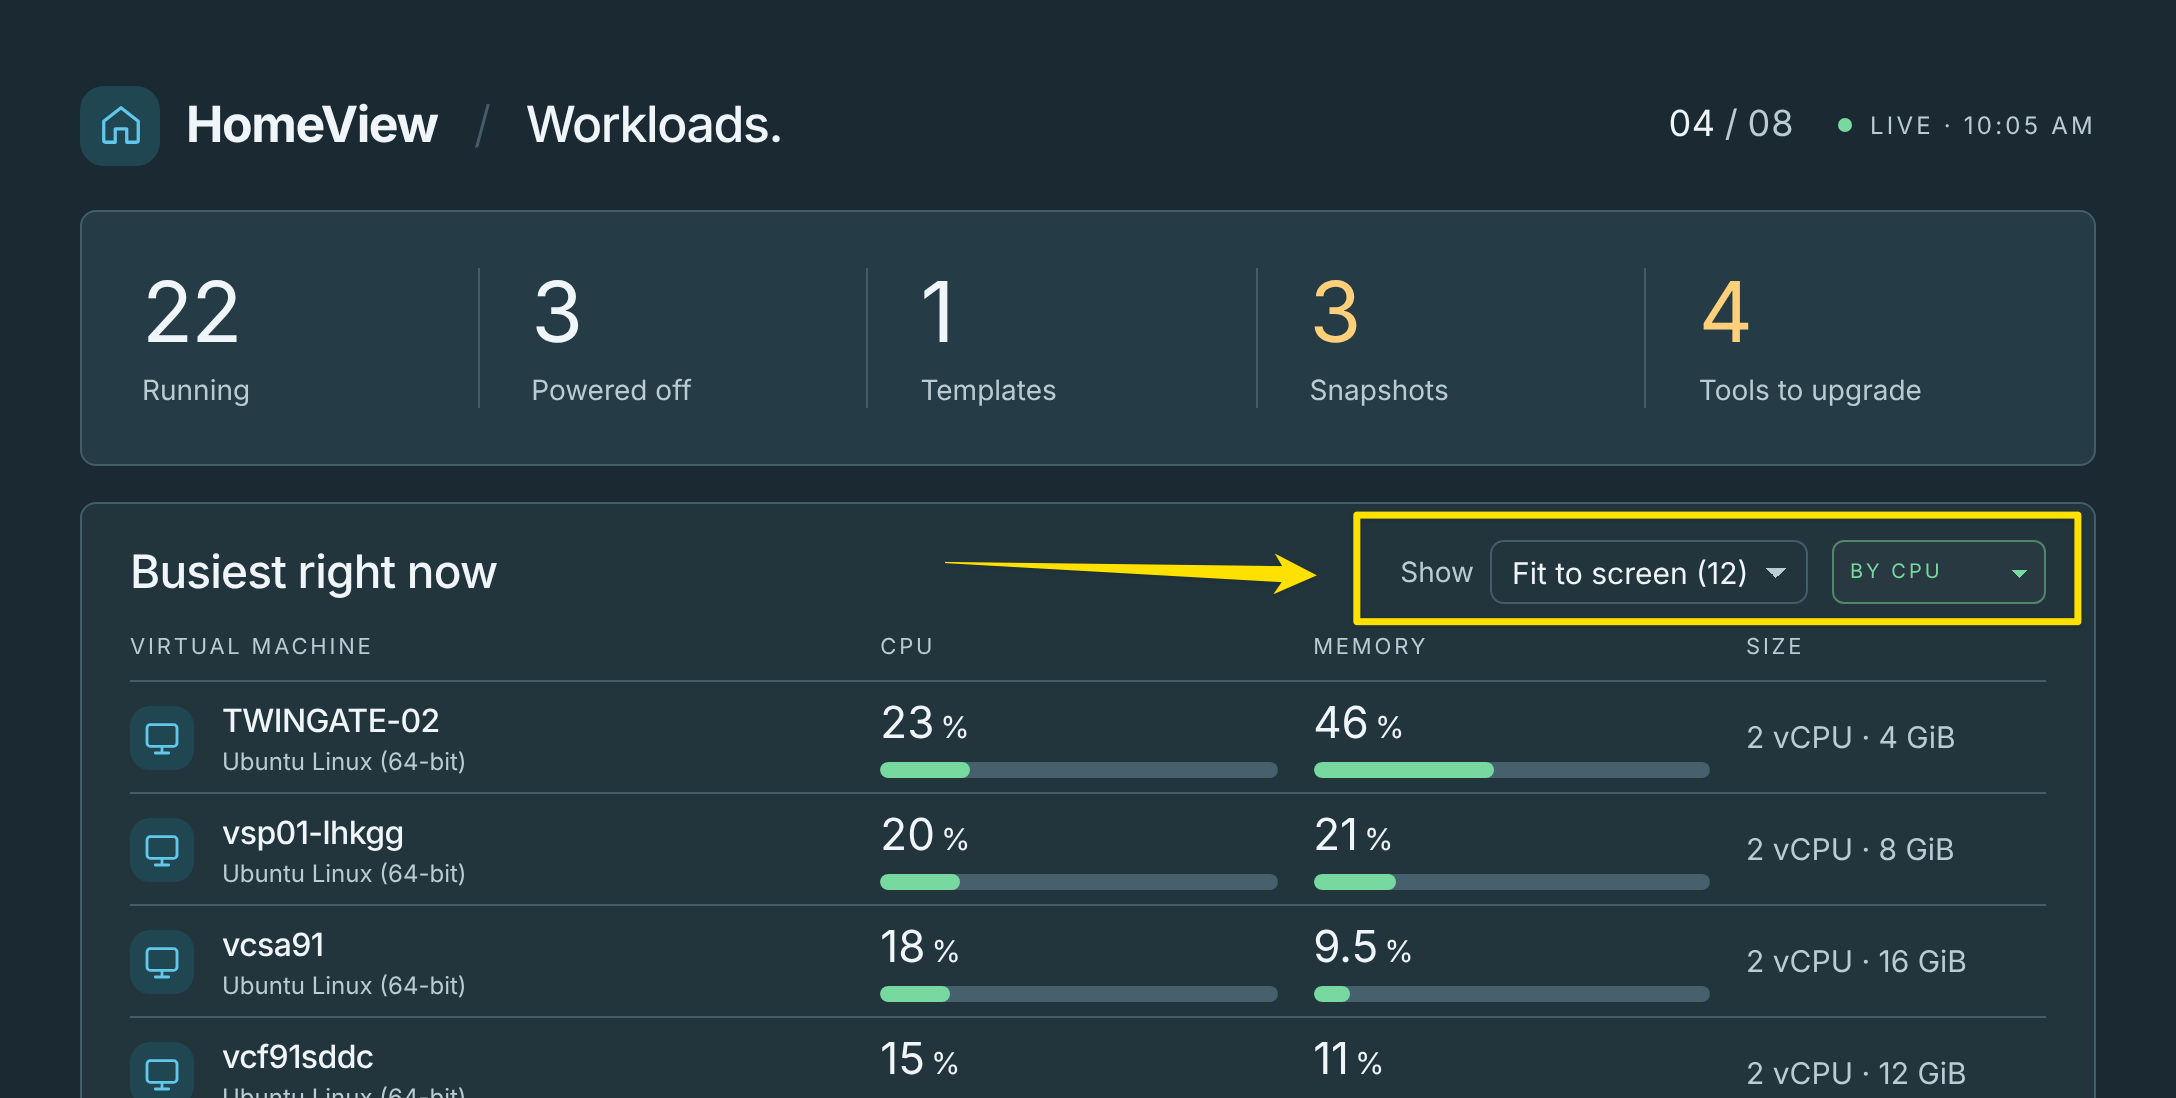 HomeView / Workloads.
04 / 08
LIVE · 10:05 AM
22
Running
3
Powered off
1
Templates
3
Snapshots
4
Tools to upgrade
Busiest right now
Show
Fit to screen (12)
BY CPU
VIRTUAL MACHINE CPU MEMORY SIZE
TWINGATE-02
Ubuntu Linux (64-bit)
23 %
46 %
2 vCPU · 4 GiB
vsp01-lhkgg
Ubuntu Linux (64-bit)
20 %
21 %
2 vCPU · 8 GiB
vcsa91
Ubuntu Linux (64-bit)
18 %
9.5 %
2 vCPU · 16 GiB
vcf91sddc
Ubuntu Linux (64-bit)
15 %
11 %
2 vCPU · 12 GiB